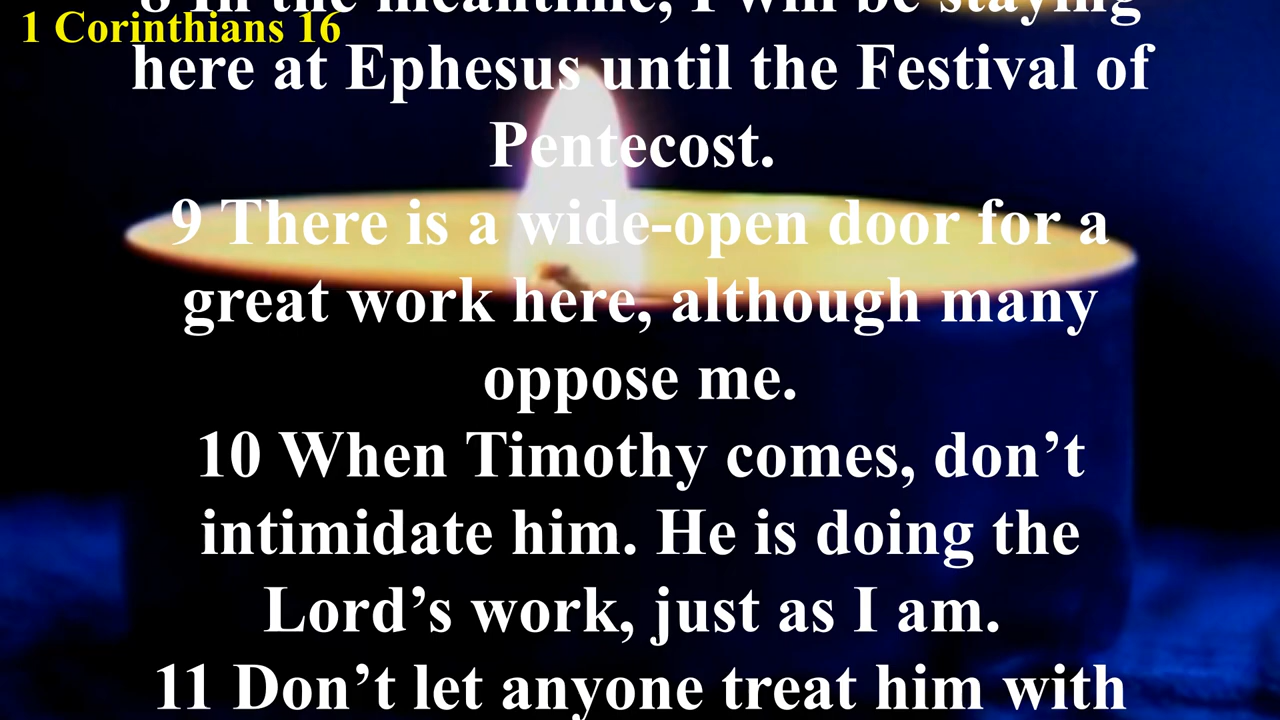 1 Corinthians 16
8 In the meantime, I will be staying
here at Ephesus until the Festival of
Pentecost.
9 There is a wide-open door for a
great work here, although many
oppose me.
10 When Timothy comes, don’t
intimidate him. He is doing the
Lord’s work, just as I am.
11 Don’t let anyone treat him with